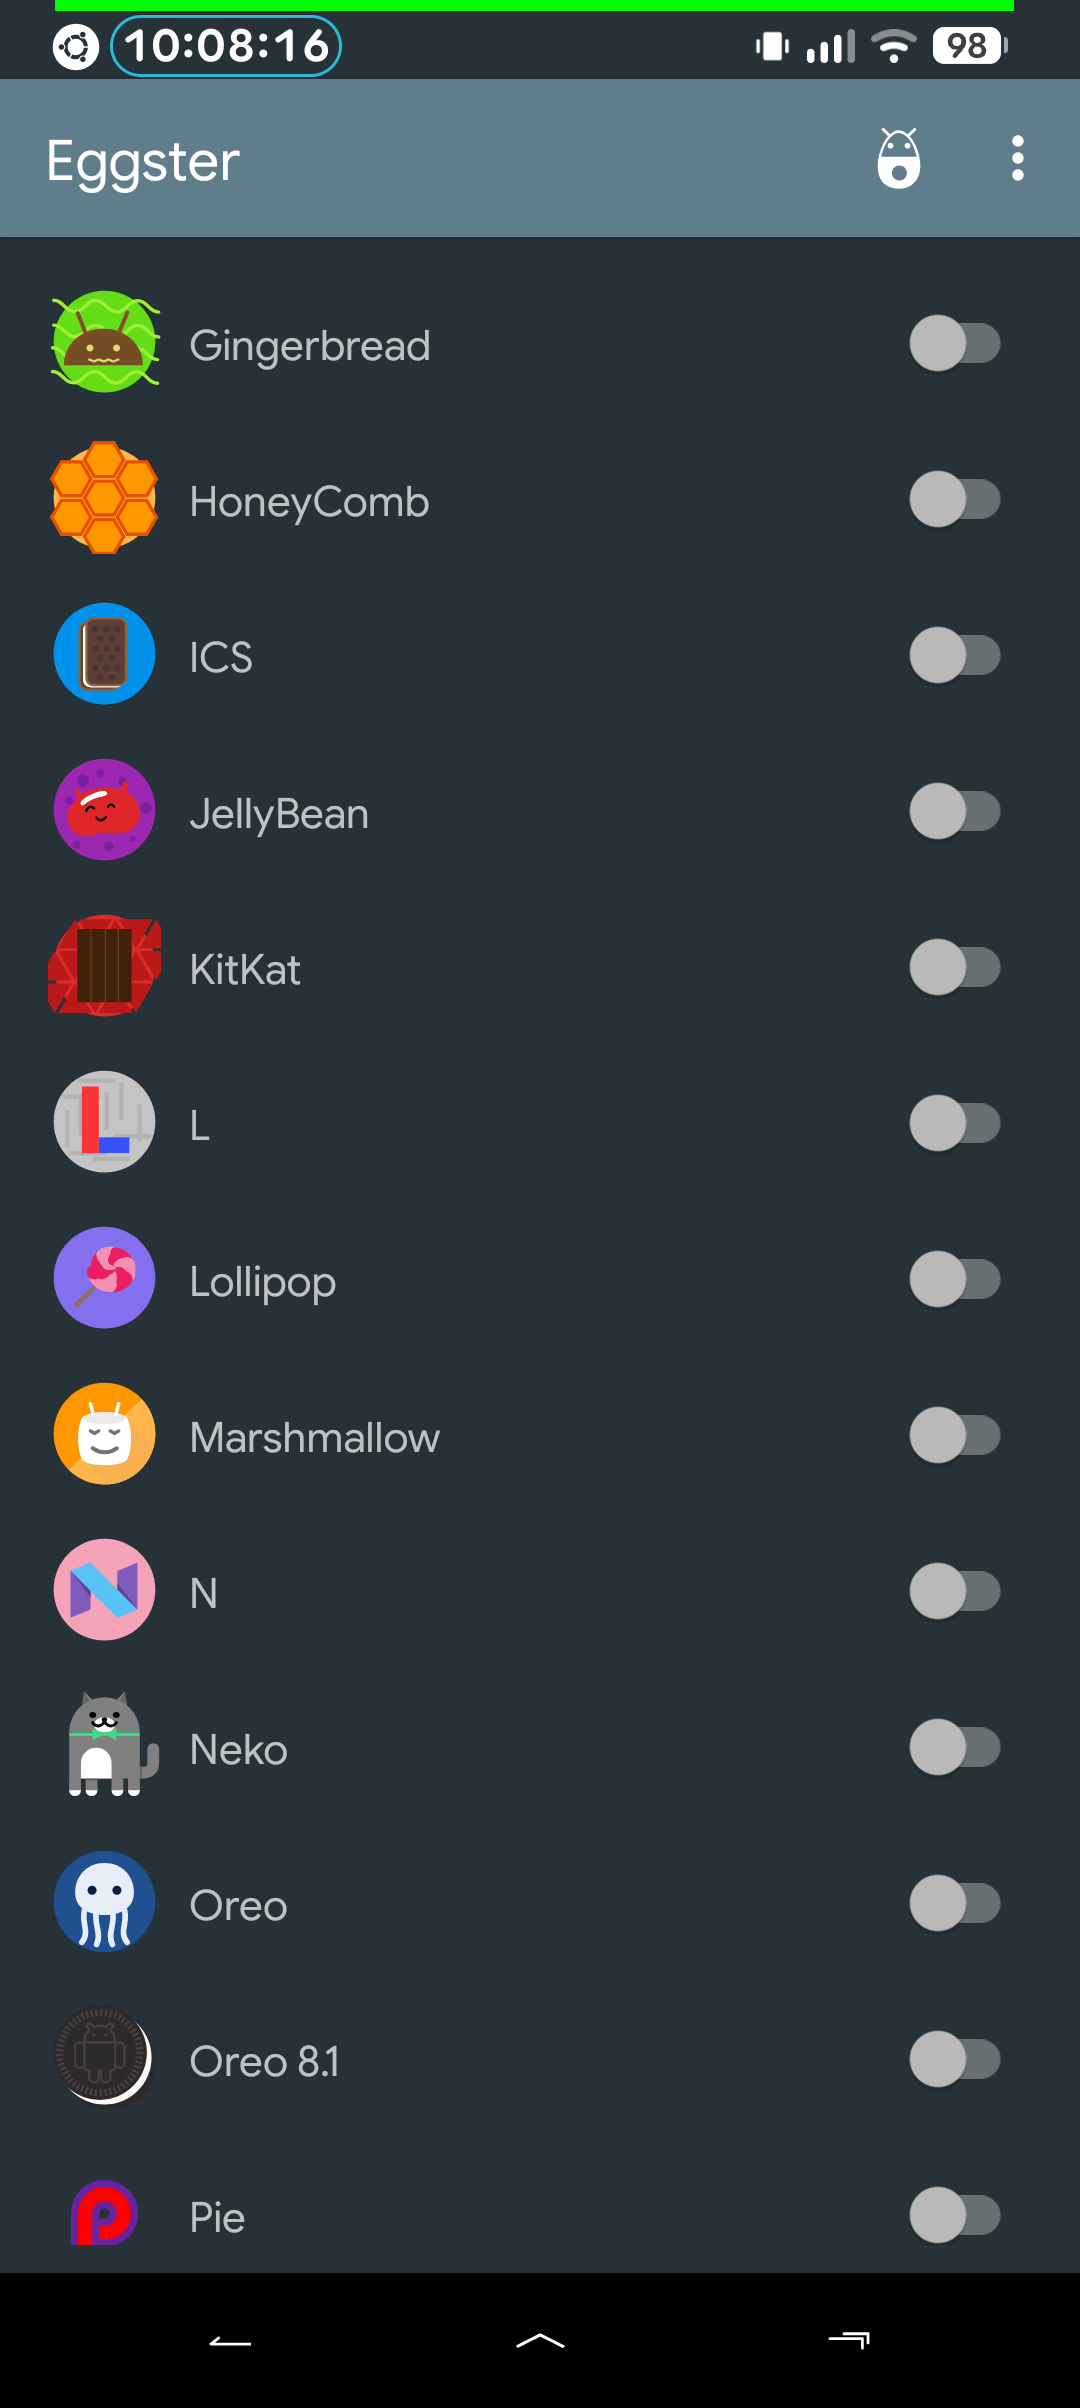 10:08:16
98
Eggster
Gingerbread
HoneyComb
ICS
JellyBean
KitKat
L
Lollipop
Marshmallow
N
Neko
Oreo
Oreo 8.1
Pie